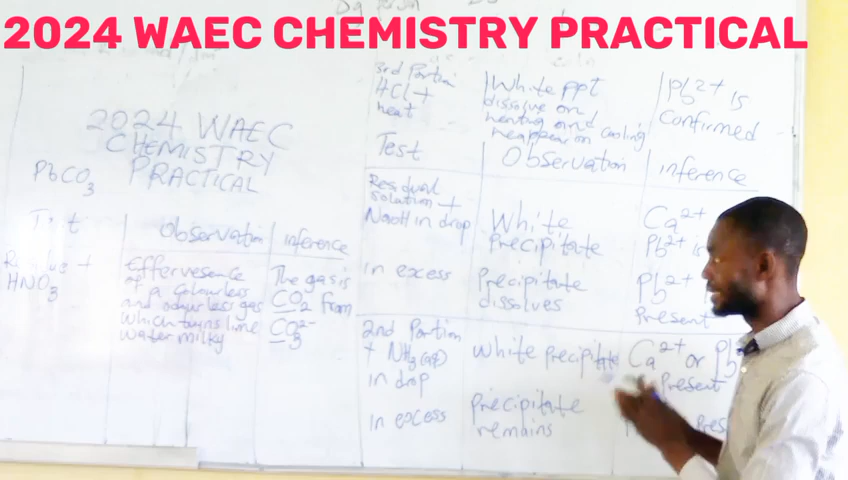 2024 WAEC CHEMISTRY PRACTICAL
2024 WAEC
CHEMISTRY
PRACTICAL
PbCO3
Test
Observation
inference
Residue +
HNO3
Effervesence
of a colourless
and odourless gas
which turns lime
water milky
The gas is
CO2 from
CO3²⁻
3rd Portion
HCl +
heat
White ppt
dissolve on
heating and
reappear on cooling
Pb²⁺ is
Confirmed
Test
Observation
inference
Residual
solution +
NaOH in drop
White
Precipitate
Ca²⁺
Pb²⁺ is
in excess
Precipitate
dissolves
Pb²⁺
Present
2nd Portion
+ NH3(aq)
in drop
White precipitate
Ca²⁺ or Pb
Present
in excess
Precipitate
remains